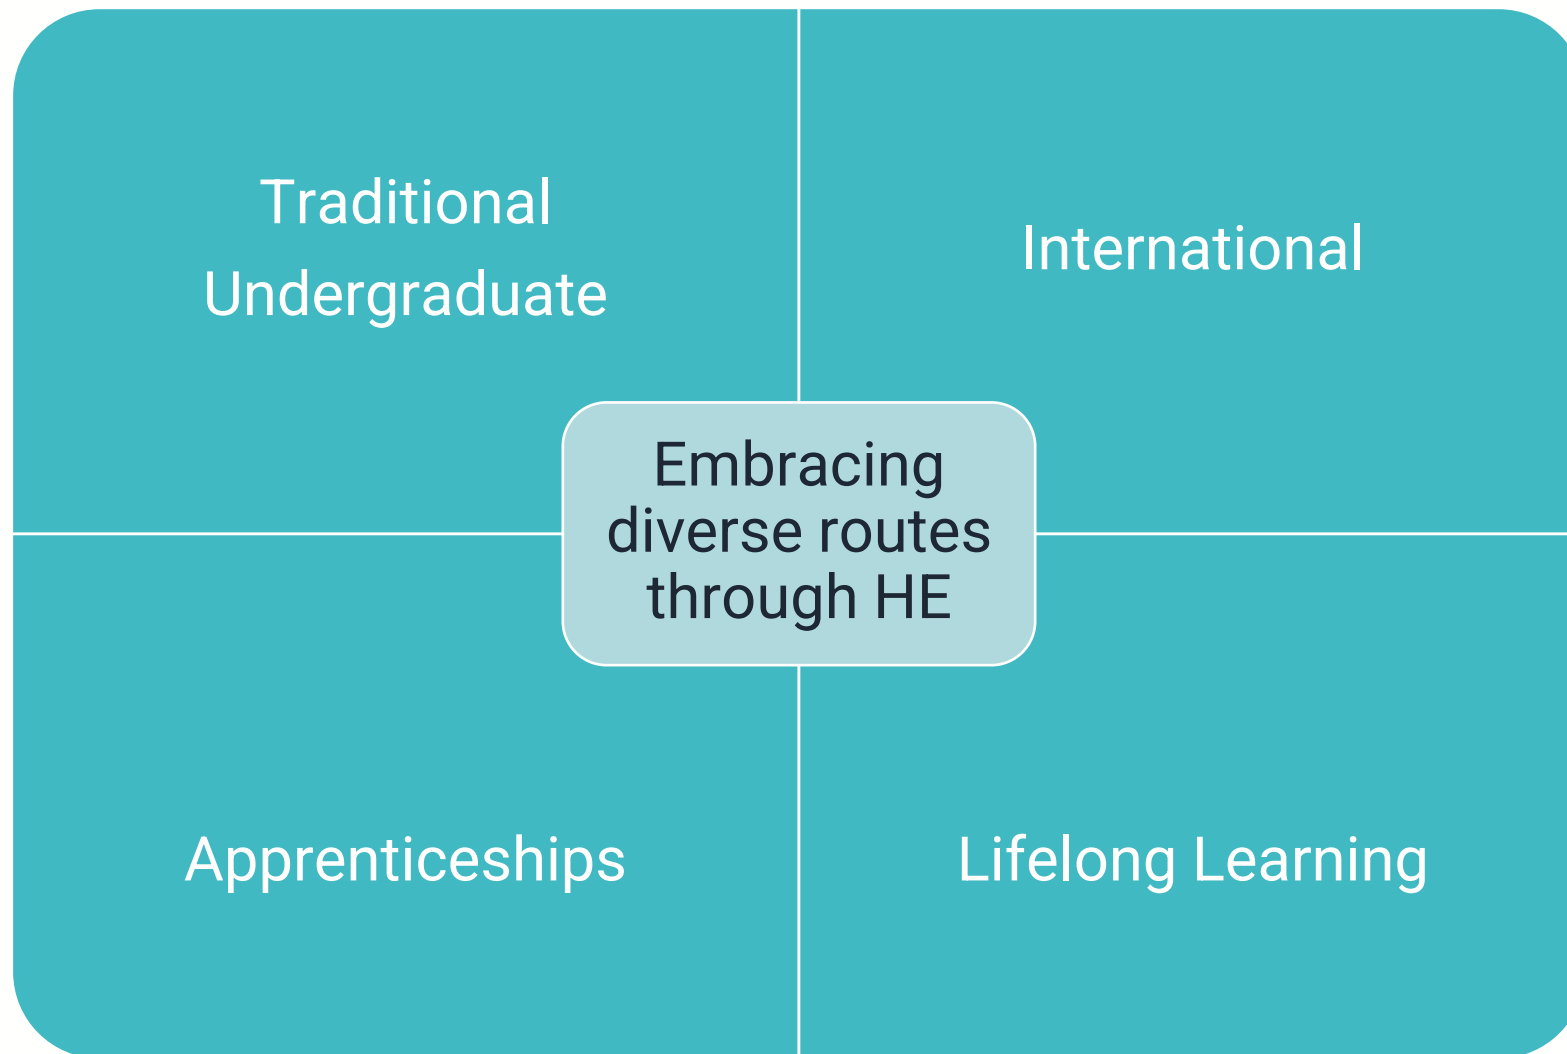 Traditional
Undergraduate
International
Embracing
diverse routes
through HE
Apprenticeships
Lifelong Learning